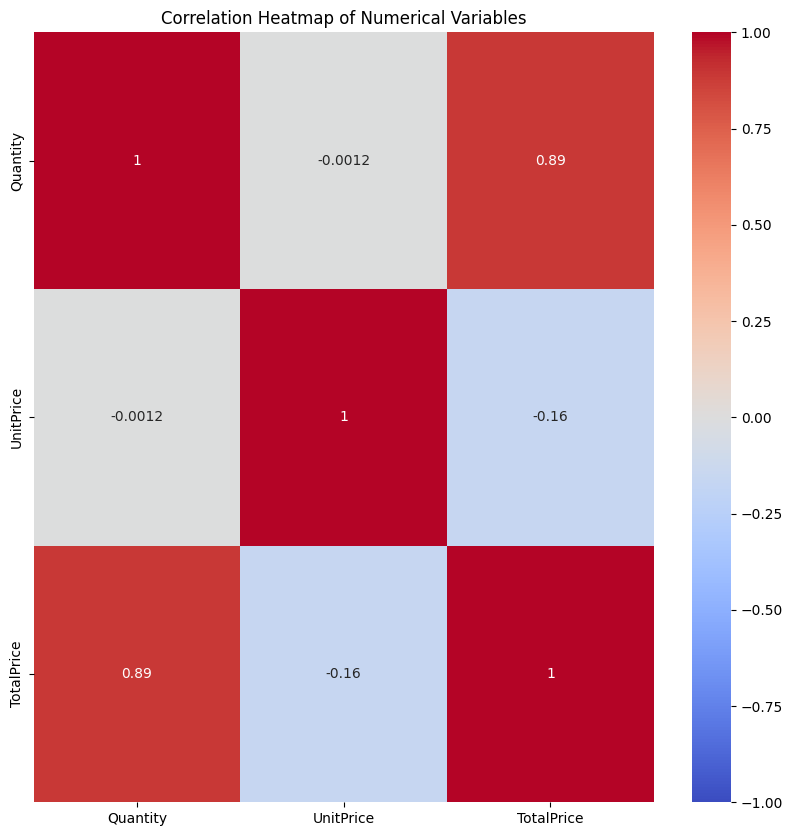 Correlation Heatmap of Numerical Variables
Quantity
1
-0.0012
0.89
UnitPrice
-0.0012
1
-0.16
TotalPrice
0.89
-0.16
1
Quantity
UnitPrice
TotalPrice
1.00
0.75
0.50
0.25
0.00
−0.25
−0.50
−0.75
−1.00